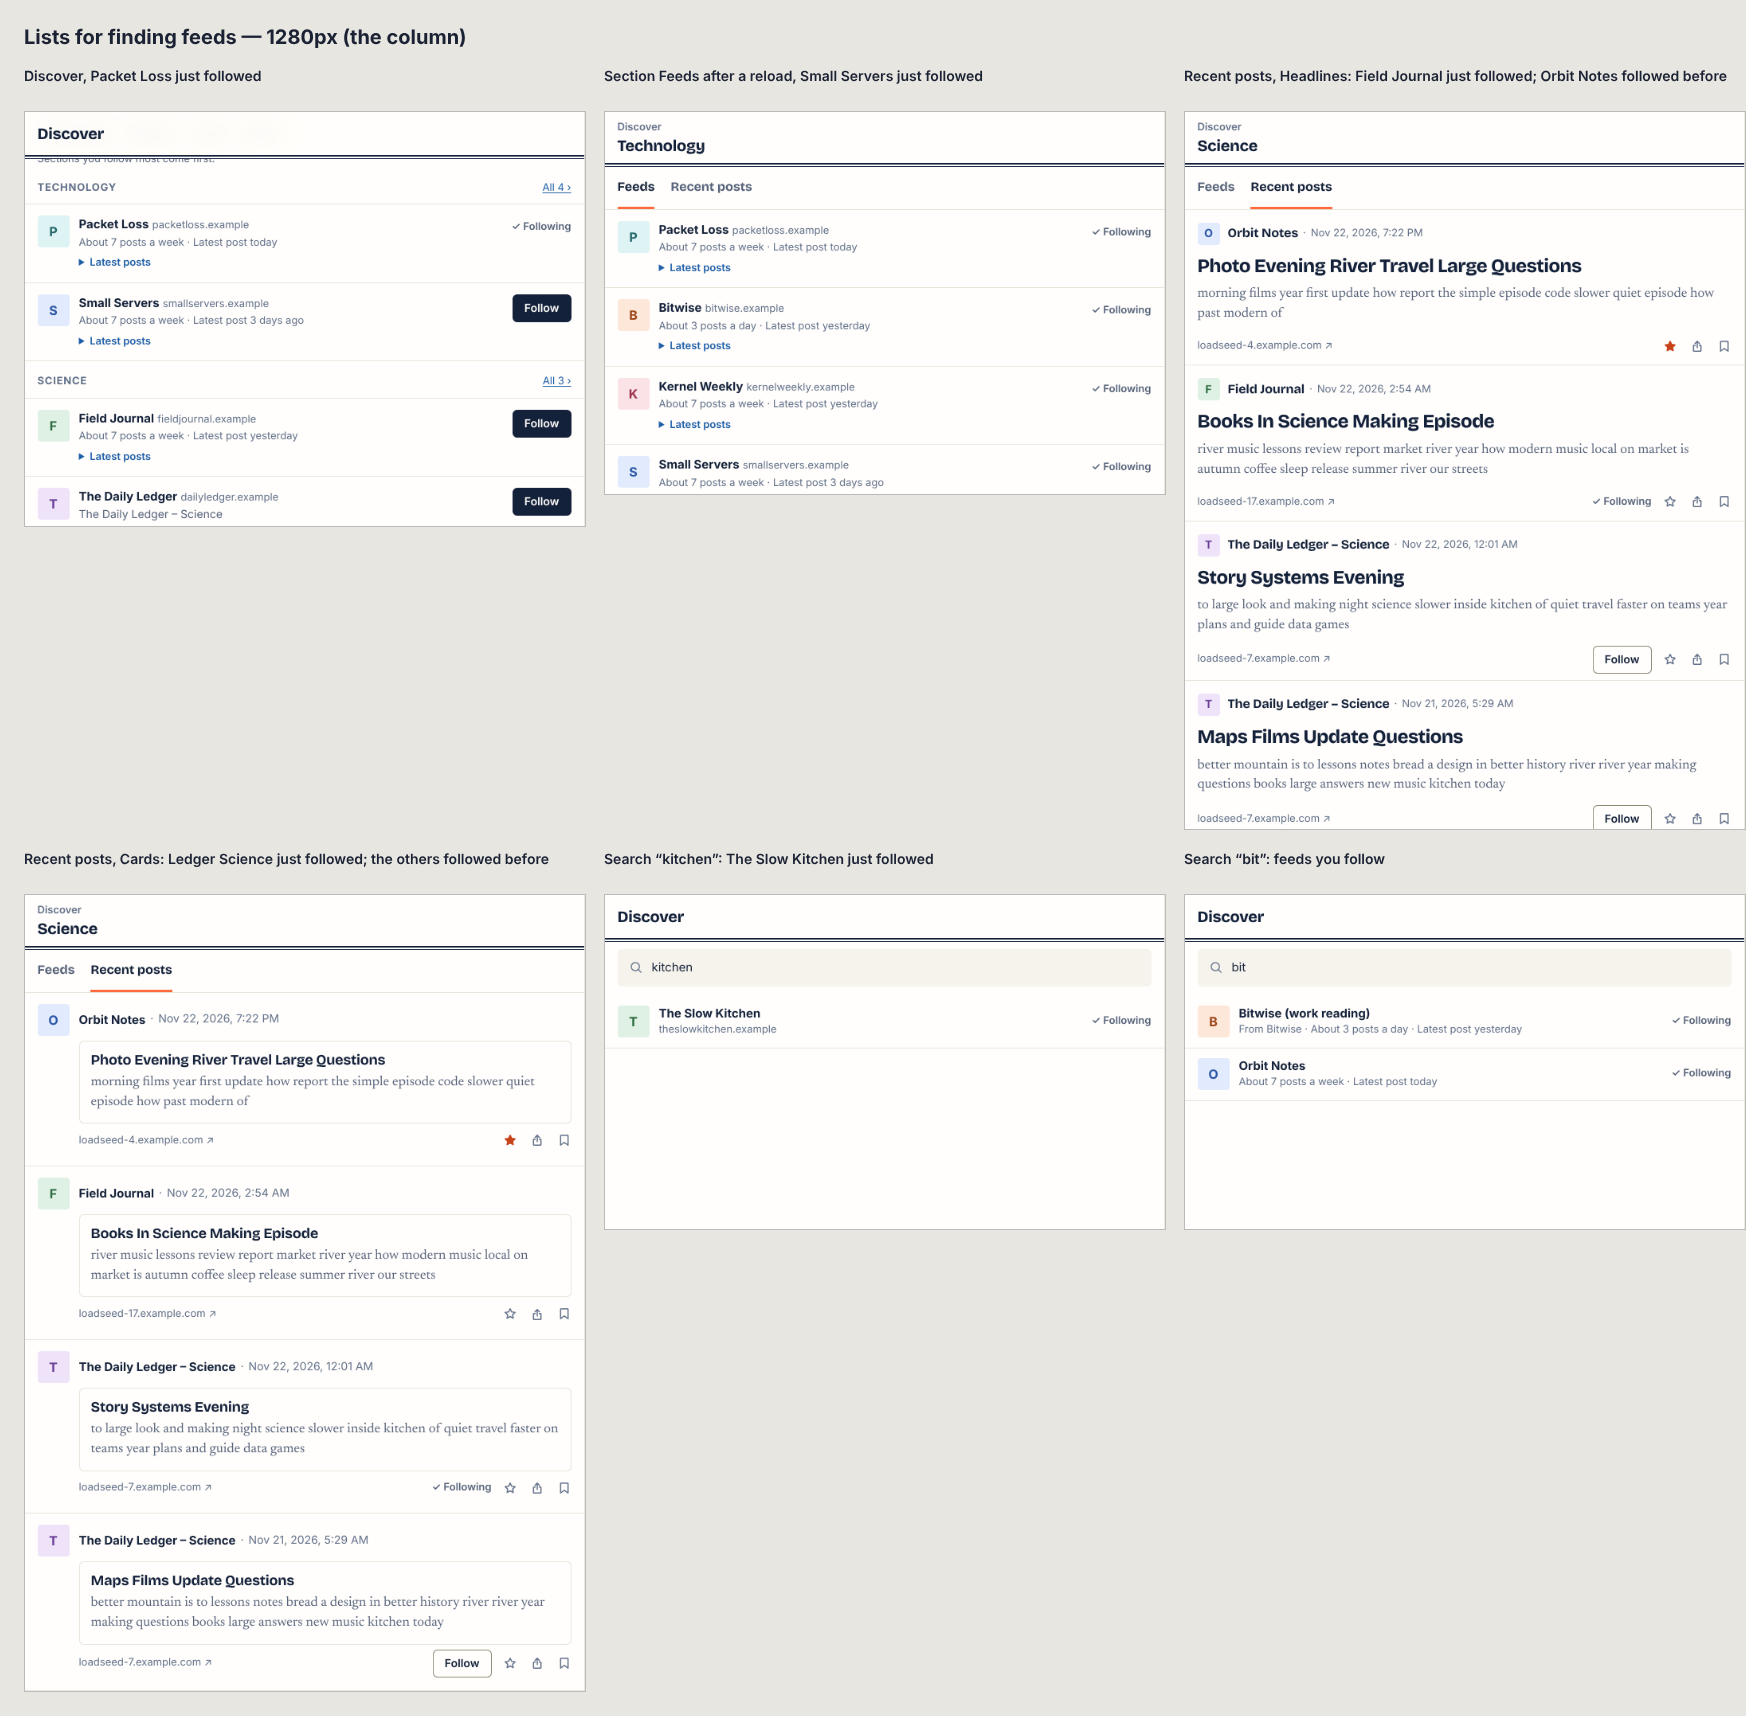 Lists for finding feeds — 1280px (the column)
Discover, Packet Loss just followed
Discover
Sections you follow most come first.
TECHNOLOGY
All 4 ›
P
Packet Loss packetloss.example
✓ Following
About 7 posts a week · Latest post today
▶ Latest posts
S
Small Servers smallservers.example
Follow
About 7 posts a week · Latest post 3 days ago
▶ Latest posts
SCIENCE
All 3 ›
F
Field Journal fieldjournal.example
Follow
About 7 posts a week · Latest post yesterday
▶ Latest posts
T
The Daily Ledger dailyledger.example
Follow
The Daily Ledger – Science
Section Feeds after a reload, Small Servers just followed
Discover
Technology
Feeds Recent posts
P
Packet Loss packetloss.example
✓ Following
About 7 posts a week · Latest post today
▶ Latest posts
B
Bitwise bitwise.example
✓ Following
About 3 posts a day · Latest post yesterday
▶ Latest posts
K
Kernel Weekly kernelweekly.example
✓ Following
About 7 posts a week · Latest post yesterday
▶ Latest posts
S
Small Servers smallservers.example
✓ Following
About 7 posts a week · Latest post 3 days ago
Recent posts, Headlines: Field Journal just followed; Orbit Notes followed before
Discover
Science
Feeds Recent posts
O
Orbit Notes · Nov 22, 2026, 7:22 PM
Photo Evening River Travel Large Questions
morning films year first update how report the simple episode code slower quiet episode how
past modern of
loadseed-4.example.com ↗
F
Field Journal · Nov 22, 2026, 2:54 AM
Books In Science Making Episode
river music lessons review report market river year how modern music local on market is
autumn coffee sleep release summer river our streets
loadseed-17.example.com ↗
✓ Following
T
The Daily Ledger – Science · Nov 22, 2026, 12:01 AM
Story Systems Evening
to large look and making night science slower inside kitchen of quiet travel faster on teams year
plans and guide data games
loadseed-7.example.com ↗
Follow
T
The Daily Ledger – Science · Nov 21, 2026, 5:29 AM
Maps Films Update Questions
better mountain is to lessons notes bread a design in better history river river year making
questions books large answers new music kitchen today
loadseed-7.example.com ↗
Follow
Recent posts, Cards: Ledger Science just followed; the others followed before
Discover
Science
Feeds Recent posts
O
Orbit Notes · Nov 22, 2026, 7:22 PM
Photo Evening River Travel Large Questions
morning films year first update how report the simple episode code slower quiet
episode how past modern of
loadseed-4.example.com ↗
F
Field Journal · Nov 22, 2026, 2:54 AM
Books In Science Making Episode
river music lessons review report market river year how modern music local on
market is autumn coffee sleep release summer river our streets
loadseed-17.example.com ↗
T
The Daily Ledger – Science · Nov 22, 2026, 12:01 AM
Story Systems Evening
to large look and making night science slower inside kitchen of quiet travel faster on
teams year plans and guide data games
loadseed-7.example.com ↗
✓ Following
T
The Daily Ledger – Science · Nov 21, 2026, 5:29 AM
Maps Films Update Questions
better mountain is to lessons notes bread a design in better history river river year
making questions books large answers new music kitchen today
loadseed-7.example.com ↗
Follow
Search “kitchen”: The Slow Kitchen just followed
Discover
kitchen
T
The Slow Kitchen
theslowkitchen.example
✓ Following
Search “bit”: feeds you follow
Discover
bit
B
Bitwise (work reading)
From Bitwise · About 3 posts a day · Latest post yesterday
✓ Following
O
Orbit Notes
About 7 posts a week · Latest post today
✓ Following